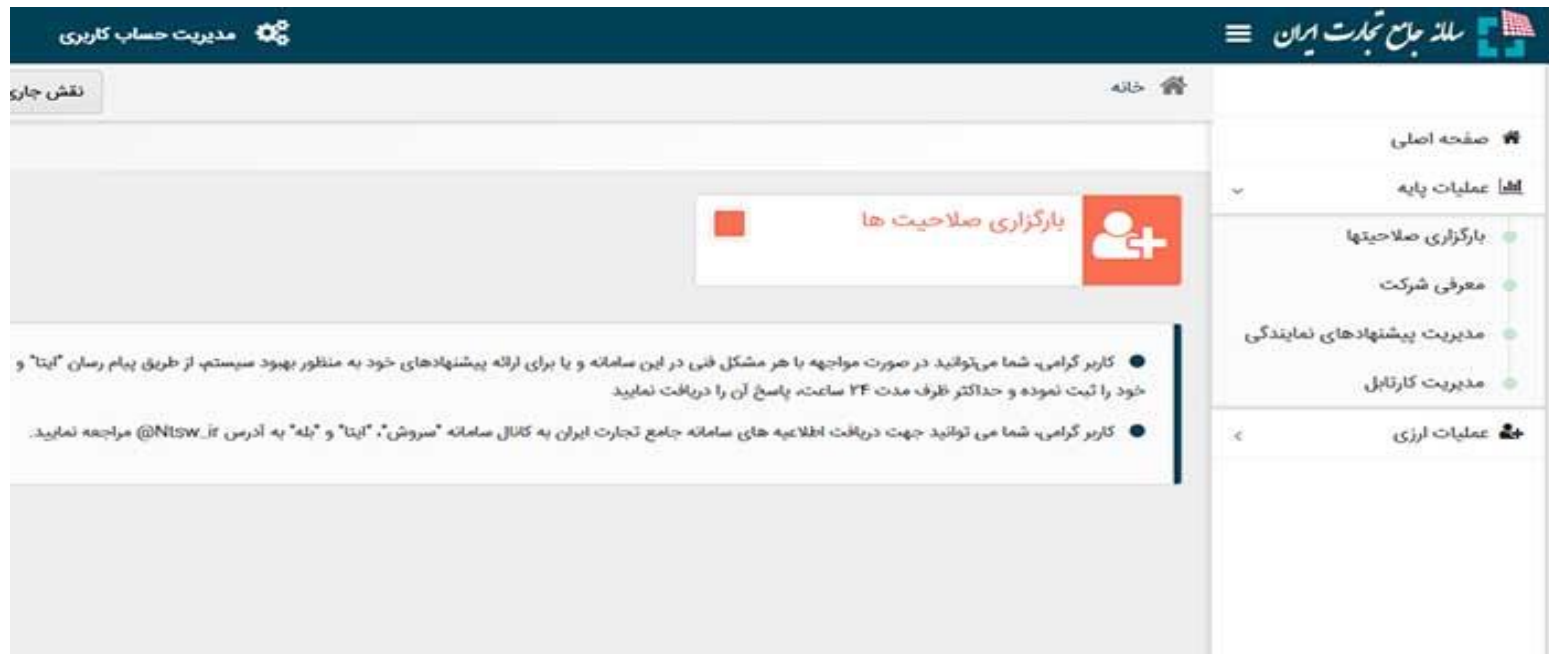 سامانه جامع تجارت ایران
مدیریت حساب کاربری
خانه
نقش جاری
صفحه اصلی
عملیات پایه
بارگزاری صلاحیتها
معرفی شرکت
مدیریت پیشنهادهای نمایندگی
مدیریت کارتابل
عملیات ارزی
بارگزاری صلاحیت ها
کاربر گرامی، شما می‌توانید در صورت مواجهه با هر مشکل فنی در این سامانه و یا برای ارائه پیشنهادهای خود به منظور بهبود سیستم، از طریق پیام رسان "ایتا" و
خود را ثبت نموده و حداکثر ظرف مدت ۲۴ ساعت، پاسخ آن را دریافت نمایید
کاربر گرامی، شما می توانید جهت دریافت اطلاعیه های سامانه جامع تجارت ایران به کانال سامانه "سروش"، "ایتا" و "بله" به آدرس Ntsw_ir@ مراجعه نمایید.